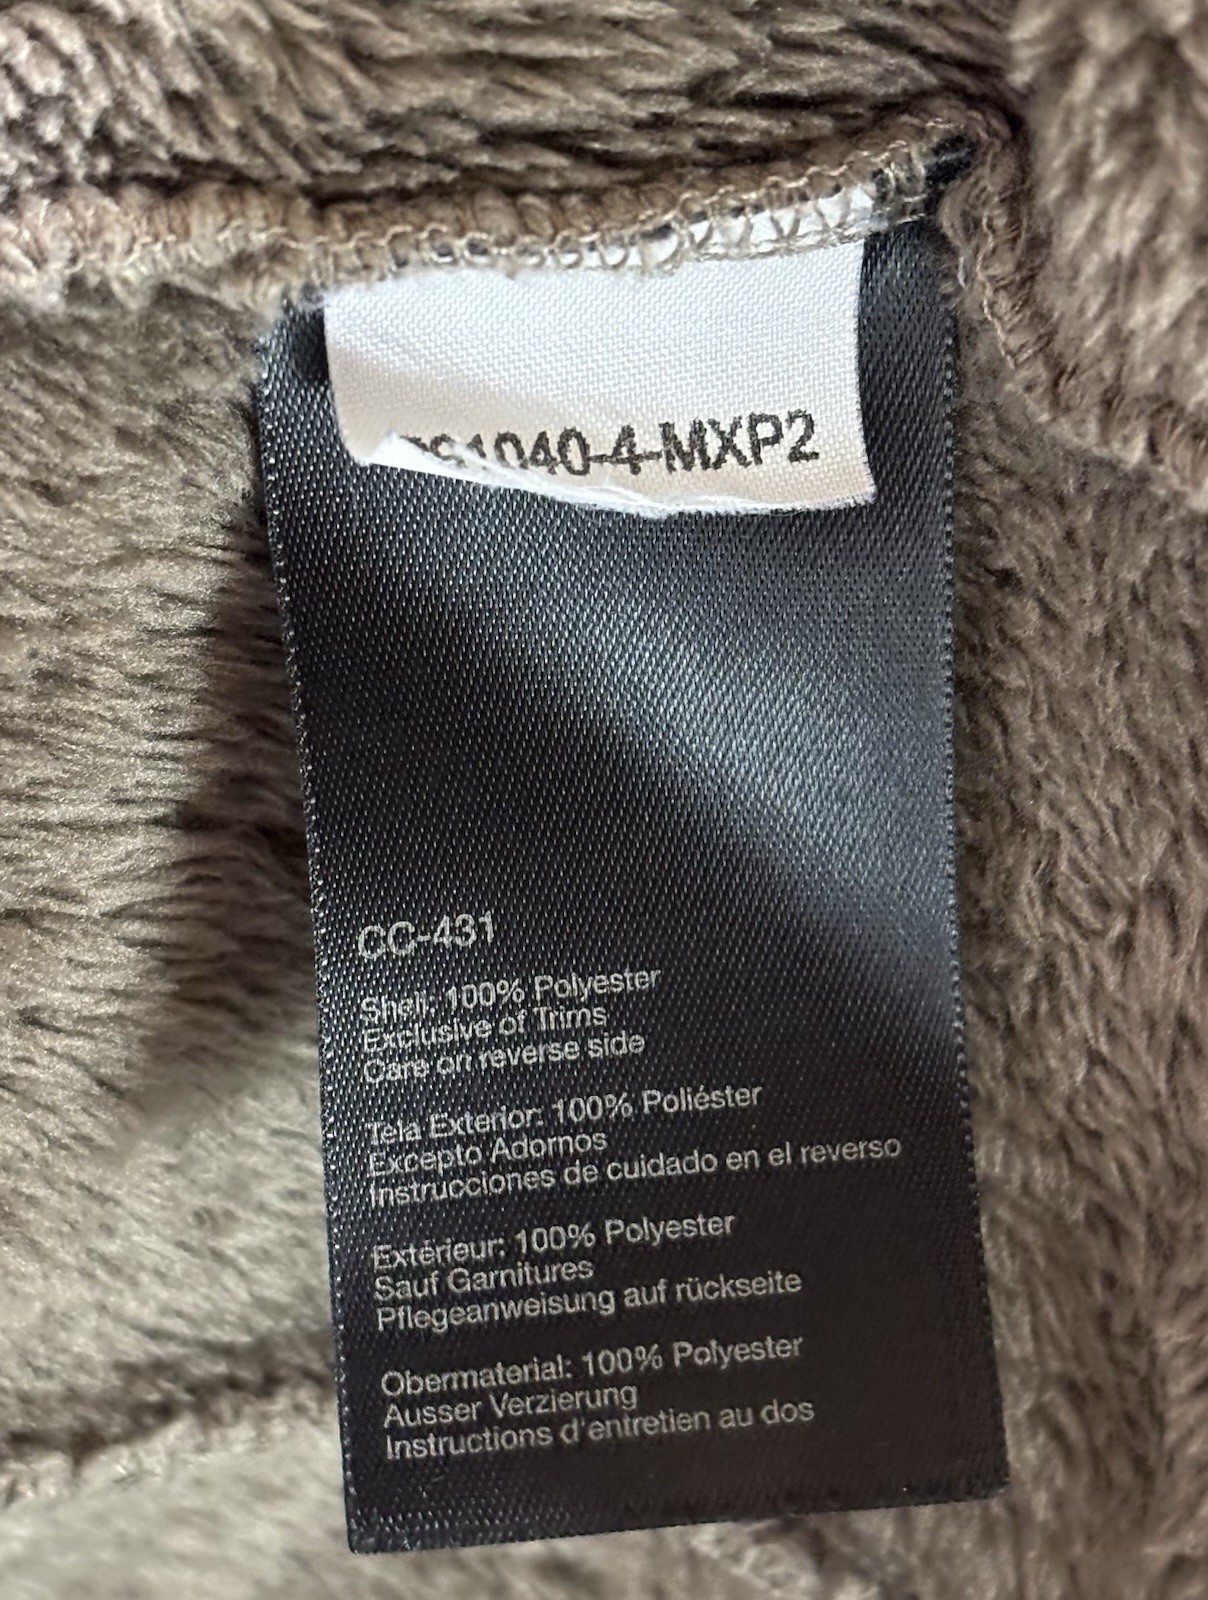 S1040-4-MXP2
CC-431
Shell: 100% Polyester
Exclusive of Trims
Care on reverse side
Tela Exterior: 100% Poliéster
Excepto Adornos
Instrucciones de cuidado en el reverso
Extérieur: 100% Polyester
Sauf Garnitures
Pflegeanweisung auf rückseite
Obermaterial: 100% Polyester
Ausser Verzierung
Instructions d'entretien au dos